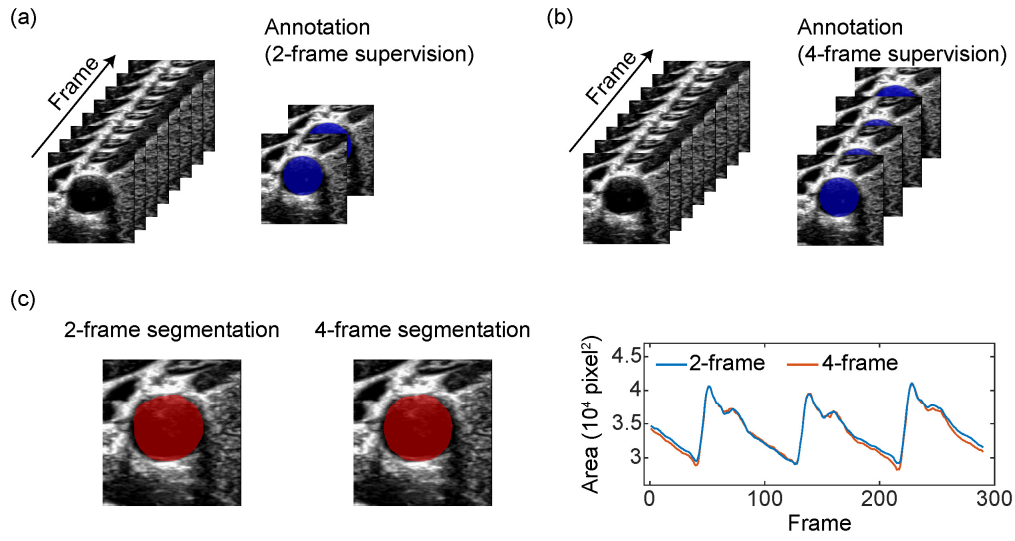 (a)
Annotation
(2-frame supervision)
Frame
(b)
Annotation
(4-frame supervision)
Frame
(c)
2-frame segmentation
4-frame segmentation
Area (10⁴ pixel²)
4.5
4
3.5
3
2-frame
4-frame
0
100
200
300
Frame